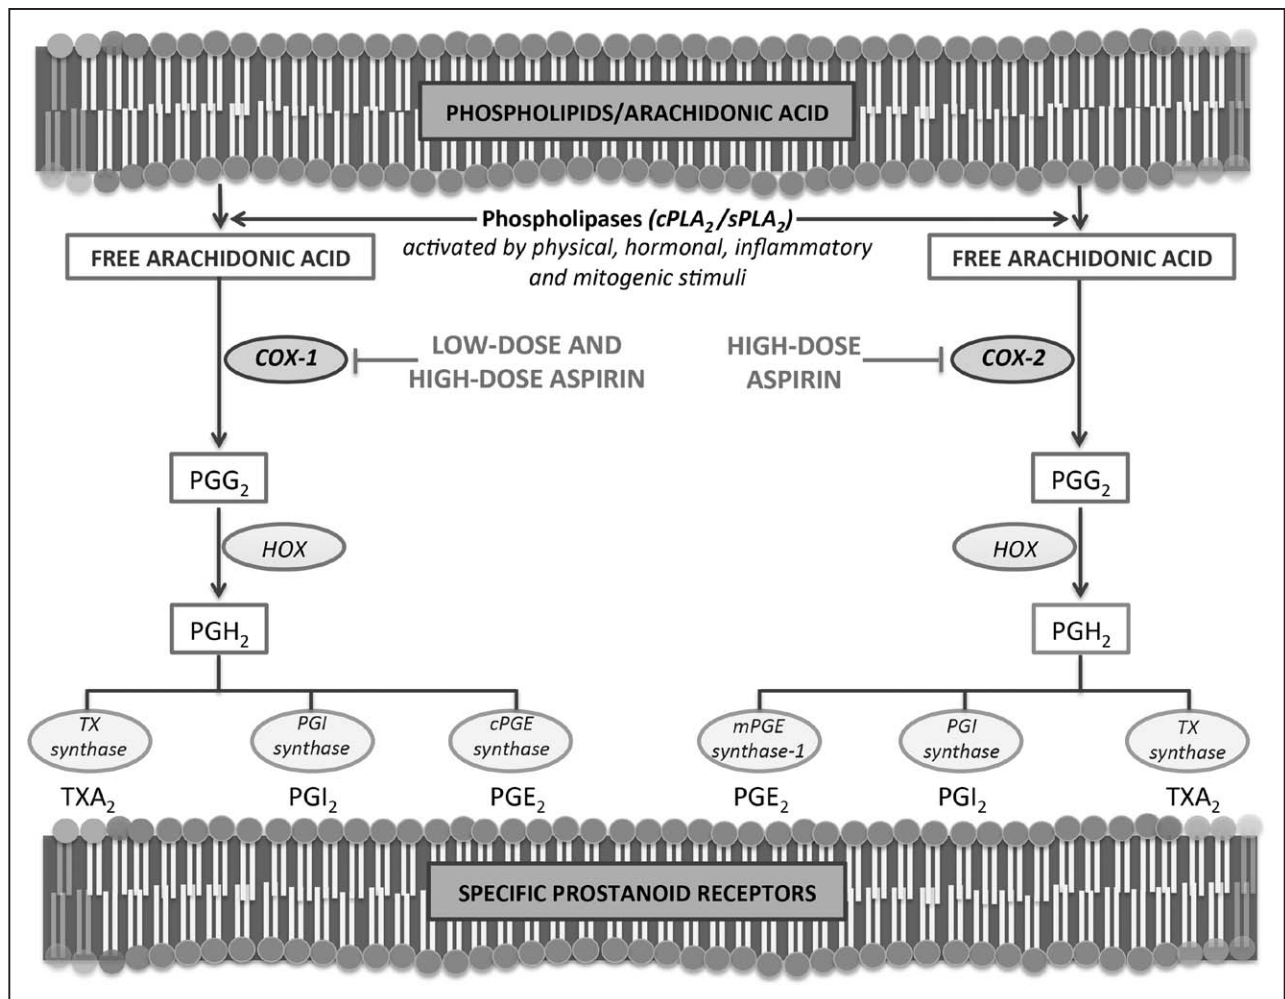 PHOSPHOLIPIDS/ARACHIDONIC ACID
Phospholipases (cPLA₂/sPLA₂)
activated by physical, hormonal, inflammatory
and mitogenic stimuli
FREE ARACHIDONIC ACID
FREE ARACHIDONIC ACID
COX-1
LOW-DOSE AND
HIGH-DOSE ASPIRIN
HIGH-DOSE
ASPIRIN
COX-2
PGG₂
PGG₂
HOX
HOX
PGH₂
PGH₂
TX
synthase
PGI
synthase
cPGE
synthase
mPGE
synthase-1
PGI
synthase
TX
synthase
TXA₂
PGI₂
PGE₂
PGE₂
PGI₂
TXA₂
SPECIFIC PROSTANOID RECEPTORS